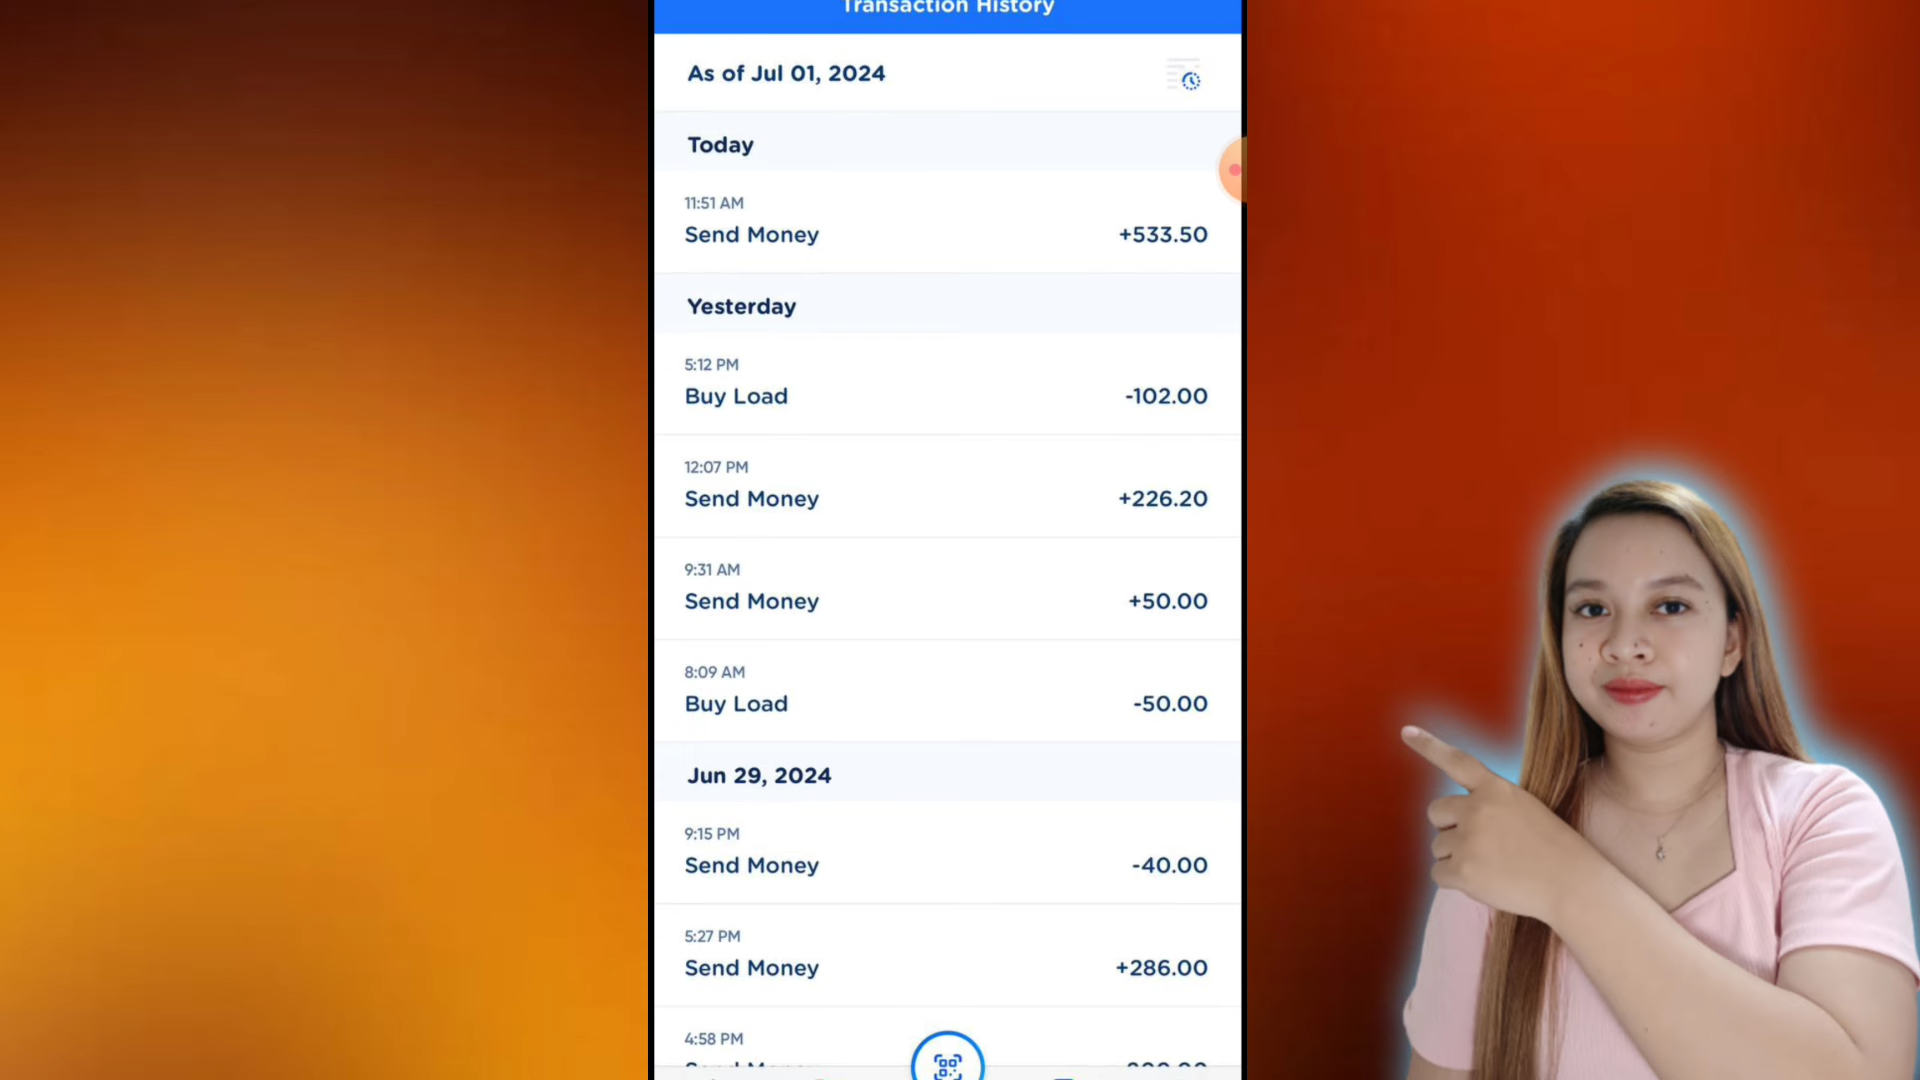 Transaction History
As of Jul 01, 2024
Today
11:51 AM
Send Money +533.50
Yesterday
5:12 PM
Buy Load -102.00
12:07 PM
Send Money +226.20
9:31 AM
Send Money +50.00
8:09 AM
Buy Load -50.00
Jun 29, 2024
9:15 PM
Send Money -40.00
5:27 PM
Send Money +286.00
4:58 PM